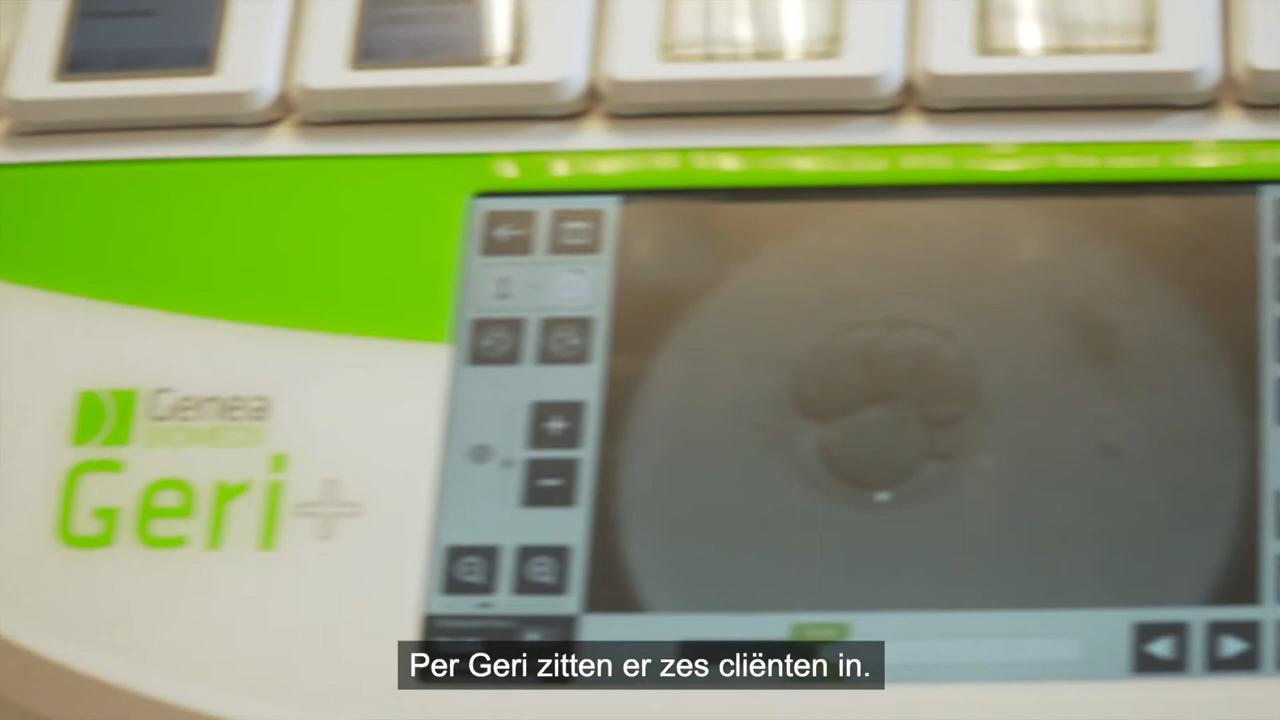 Genea
Geri+
Per Geri zitten er zes cliënten in.